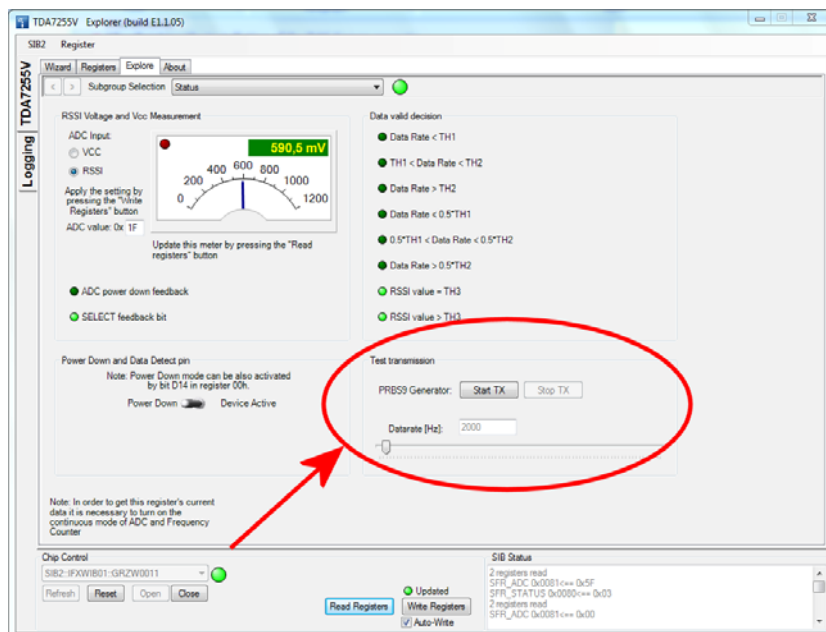 TDA7255V Explorer (build E1.1.05)
SIB2 Register
TDA7255V
Logging
Wizard Registers Explore About
< > Subgroup Selection Status
RSSI Voltage and Vcc Measurement
ADC Input:
VCC
RSSI
Apply the setting by
pressing the "Write
Registers" button
ADC value: 0x 1F
590,5 mV
0 200 400 600 800 1000 1200
Update this meter by pressing the "Read
registers" button
ADC power down feedback
SELECT feedback bit
Data valid decision
Data Rate < TH1
TH1 < Data Rate < TH2
Data Rate > TH2
Data Rate < 0.5*TH1
0.5*TH1 < Data Rate < 0.5*TH2
Data Rate > 0.5*TH2
RSSI value = TH3
RSSI value > TH3
Power Down and Data Detect pin
Note: Power Down mode can be also activated
by bit D14 in register 00h.
Power Down Device Active
Test transmission
PRBS9 Generator: Start TX Stop TX
Datarate [Hz]: 2000
Note: In order to get this register's current
data it is necessary to turn on the
continuous mode of ADC and Frequency
Counter
Chip Control
SIB2::IFXWIB01::GRZW0011
Refresh Reset Open Close
Updated
Read Registers Write Registers
Auto-Write
SIB Status
2 registers read
SFR_ADC 0x0081<== 0x5F
SFR_STATUS 0x0080<== 0x03
2 registers read
SFR_ADC 0x0081<== 0x00